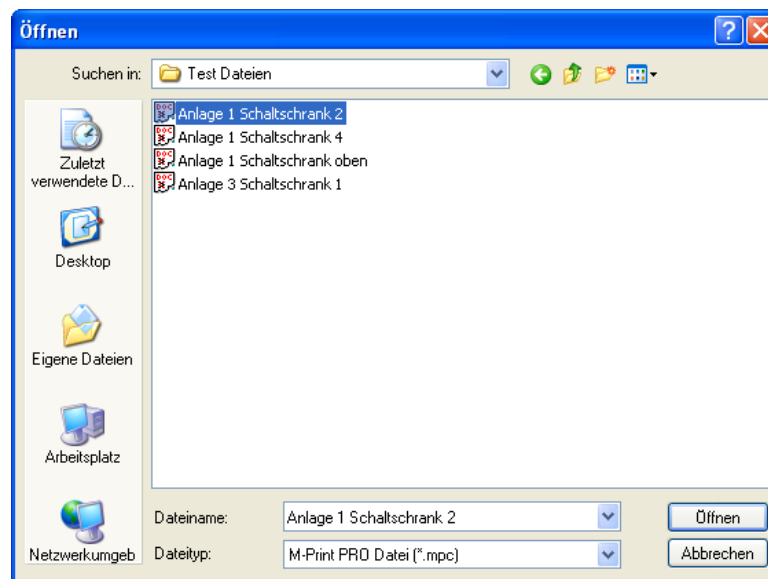 Öffnen
Suchen in: Test Dateien
Zuletzt
verwendete D...
Desktop
Eigene Dateien
Arbeitsplatz
Netzwerkumgeb
Anlage 1 Schaltschrank 2
Anlage 1 Schaltschrank 4
Anlage 1 Schaltschrank oben
Anlage 3 Schaltschrank 1
Dateiname: Anlage 1 Schaltschrank 2 Öffnen
Dateityp: M-Print PRO Datei (*.mpc) Abbrechen